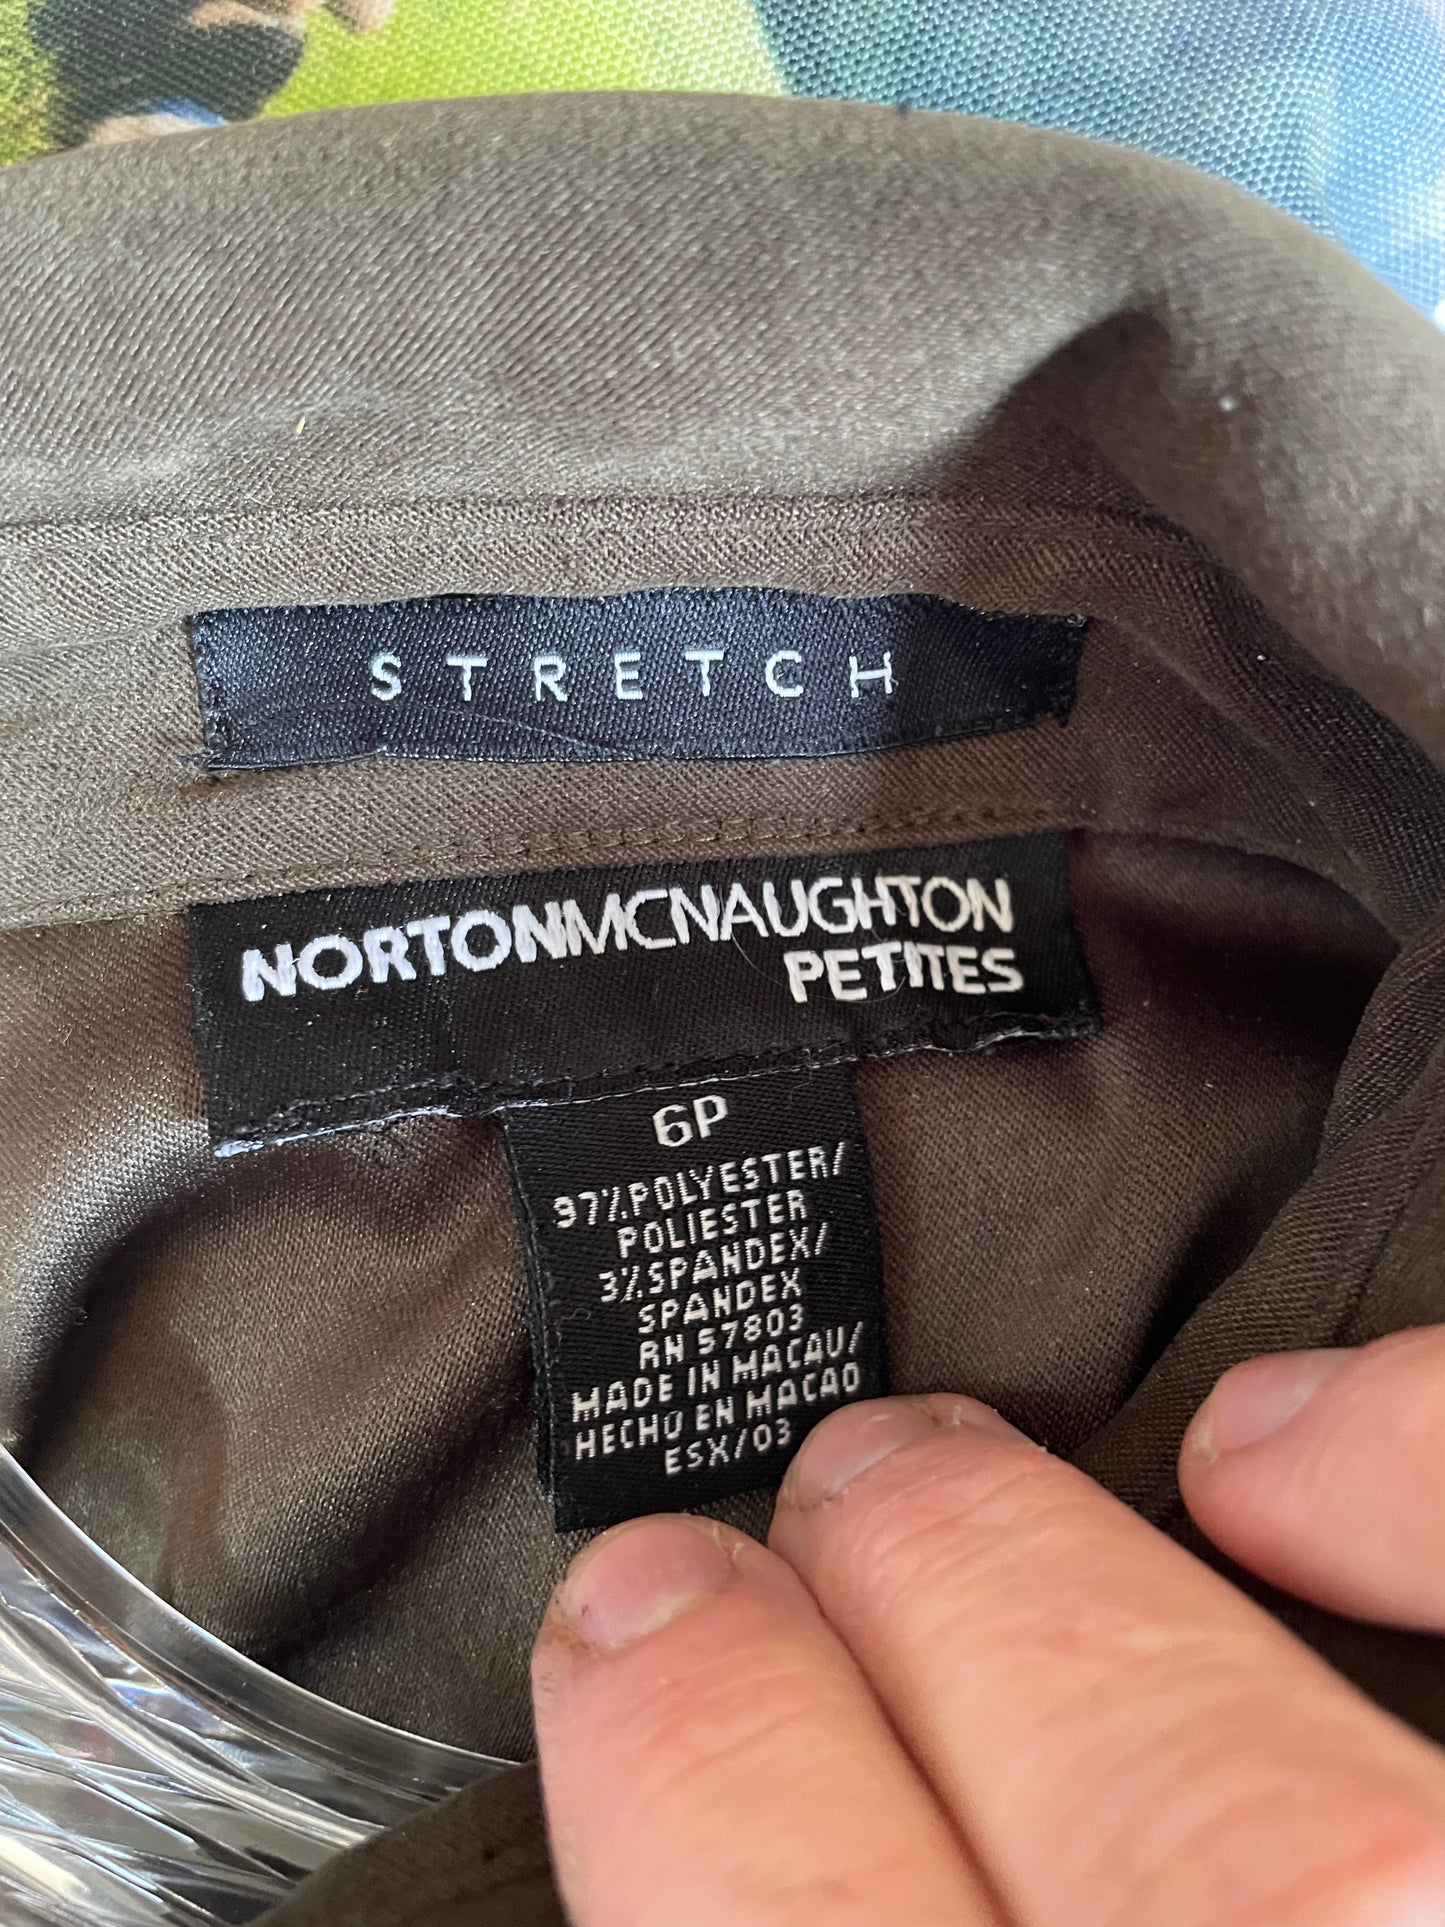 STRETCH
NORTONMCNAUGHTON
PETITES
6P
97%POLYESTER/
POLIESTER
3%SPANDEX/
SPANDEX
RN 57803
MADE IN MACAU/
HECHO EN MACAO
ESX/03